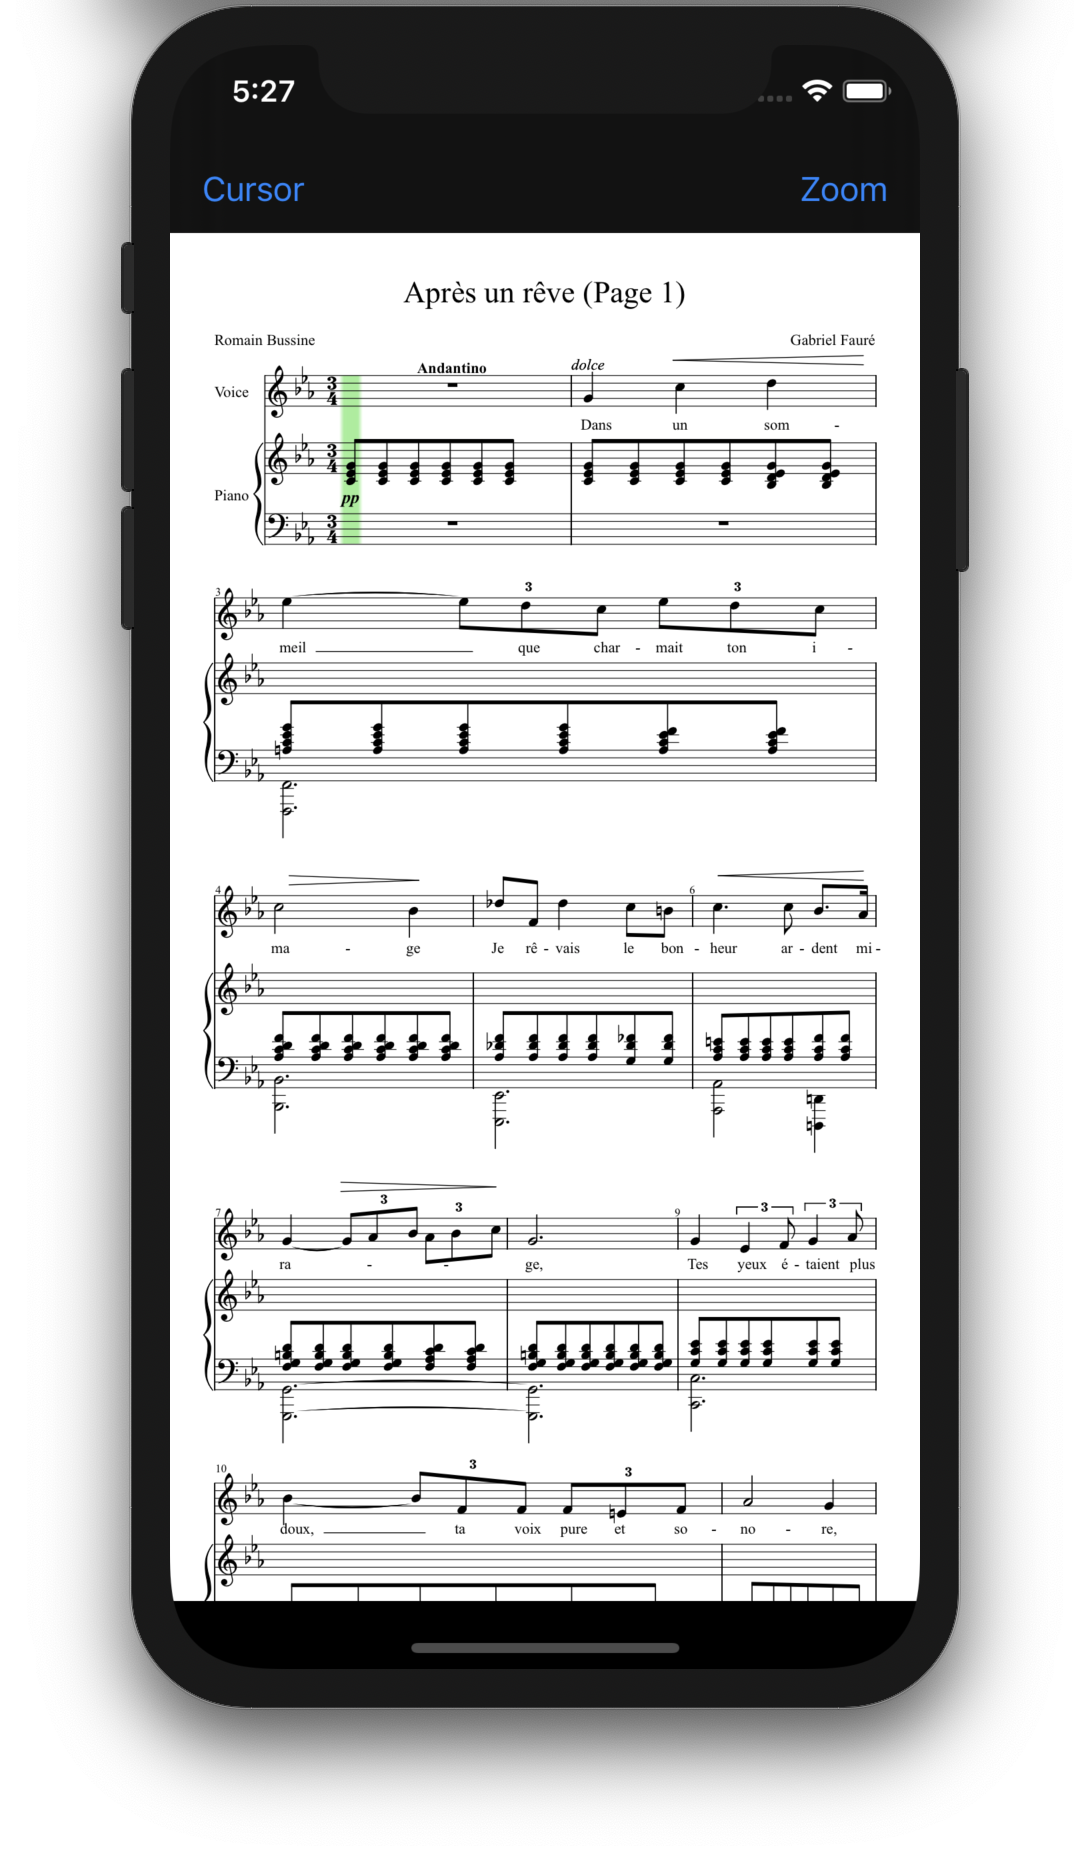 5:27
Cursor Zoom
Après un rêve (Page 1)
Romain Bussine Gabriel Fauré
Andantino dolce
Voice
3 4
Dans un som -
Piano
3 4
pp
3 4
3 3 3
meil que char - mait ton i -
4 6
ma - ge Je rê - vais le bon - heur ar - dent mi -
7 3 3 9 3 3
ra - - ge, Tes yeux é - taient plus
10 3 3
doux, ta voix pure et so - no - re,